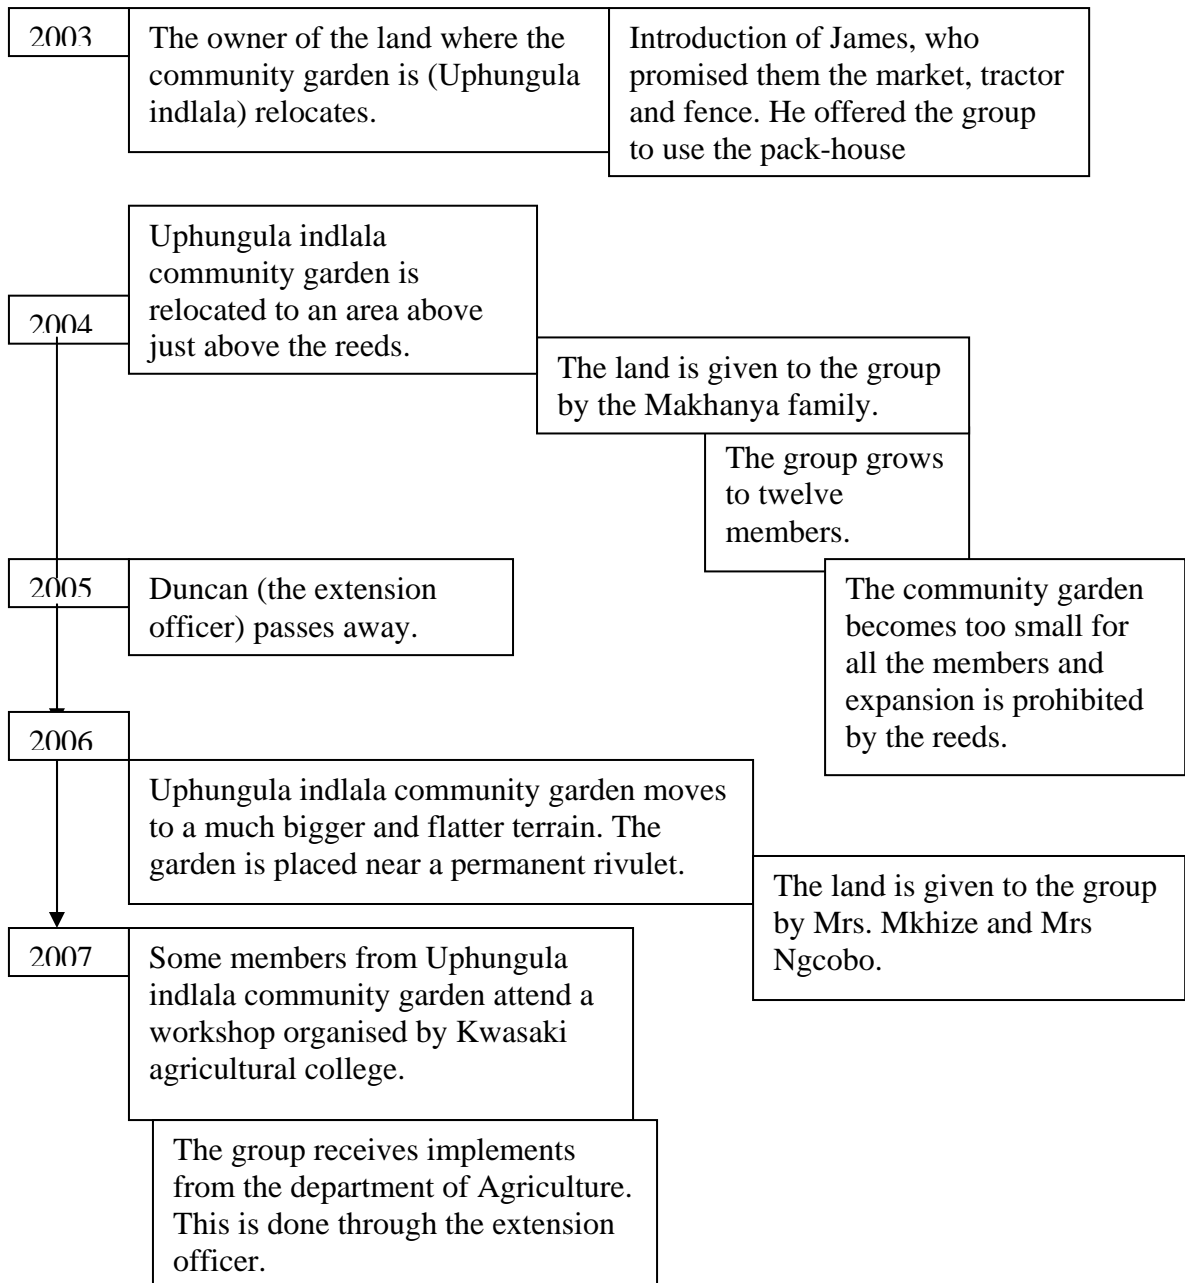 2003
The owner of the land where the
community garden is (Uphungula
indlala) relocates.
Introduction of James, who
promised them the market, tractor
and fence. He offered the group
to use the pack-house
2004
Uphungula indlala
community garden is
relocated to an area above
just above the reeds.
The land is given to the group
by the Makhanya family.
The group grows
to twelve
members.
The community garden
becomes too small for
all the members and
expansion is prohibited
by the reeds.
2005
Duncan (the extension
officer) passes away.
2006
Uphungula indlala community garden moves
to a much bigger and flatter terrain. The
garden is placed near a permanent rivulet.
The land is given to the group
by Mrs. Mkhize and Mrs
Ngcobo.
2007
Some members from Uphungula
indlala community garden attend a
workshop organised by Kwasaki
agricultural college.
The group receives implements
from the department of Agriculture.
This is done through the extension
officer.